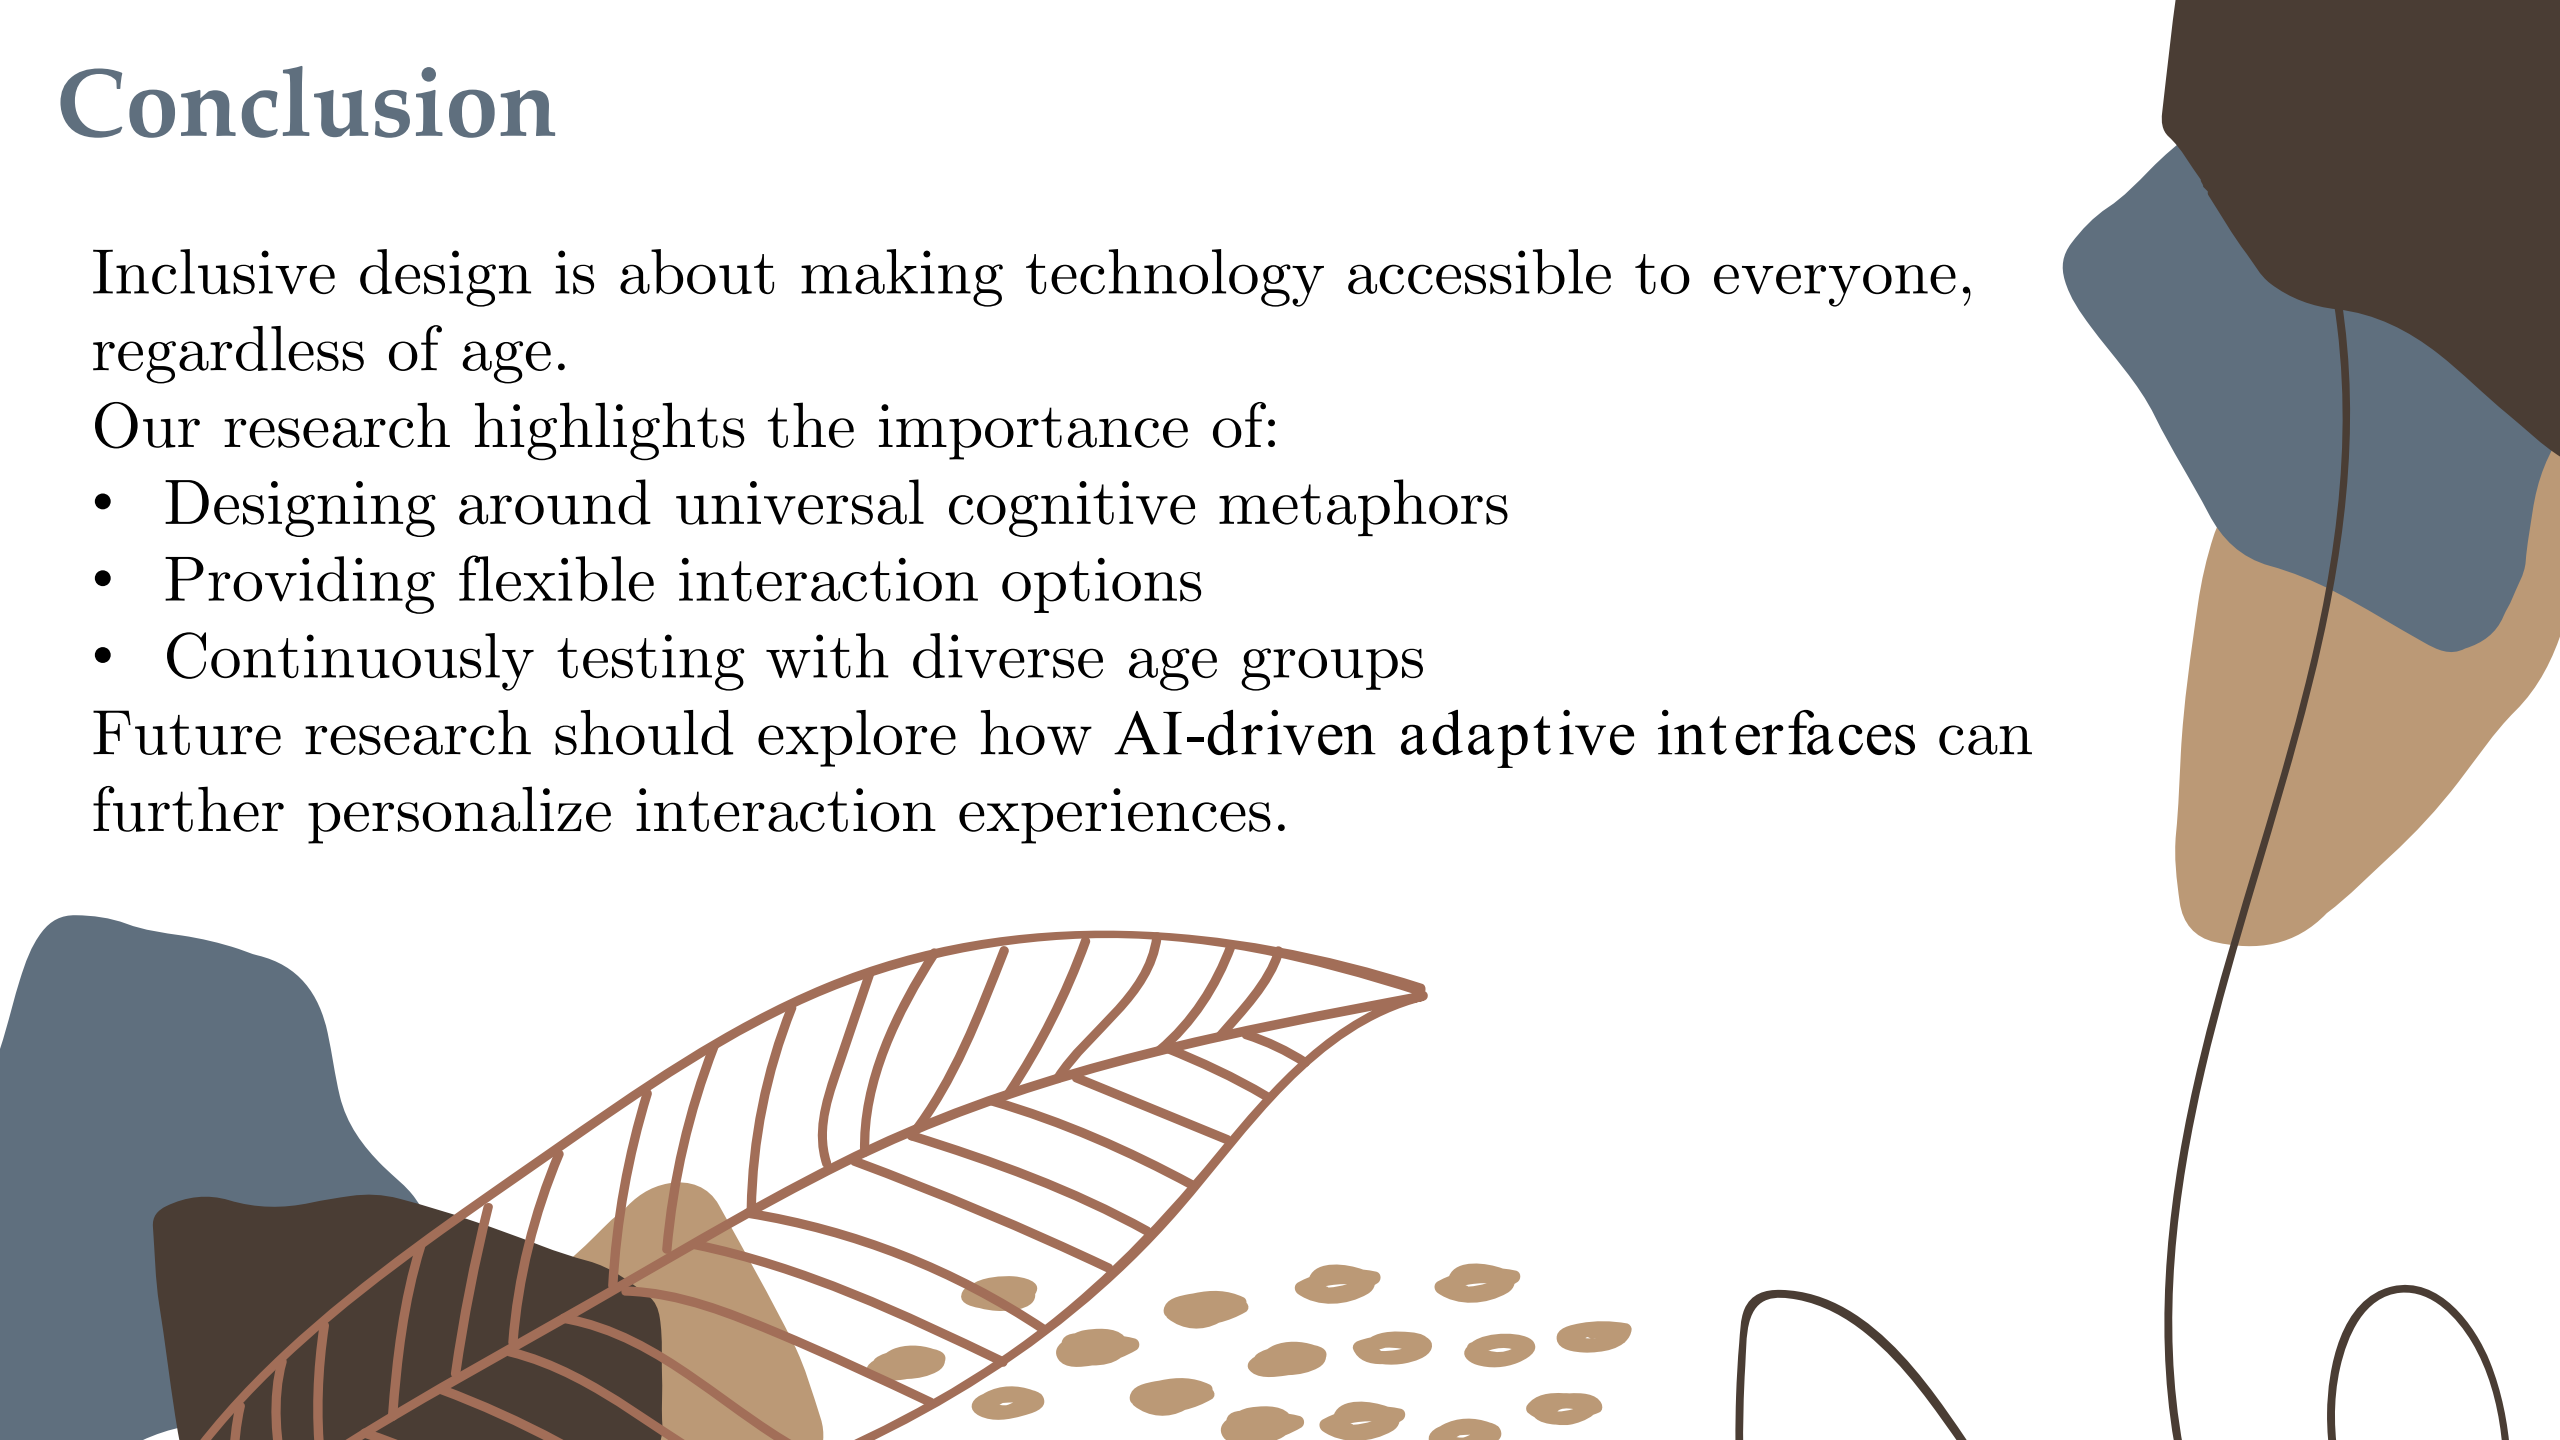 Conclusion
Inclusive design is about making technology accessible to everyone,
regardless of age.
Our research highlights the importance of:
• Designing around universal cognitive metaphors
• Providing flexible interaction options
• Continuously testing with diverse age groups
Future research should explore how AI-driven adaptive interfaces can
further personalize interaction experiences.